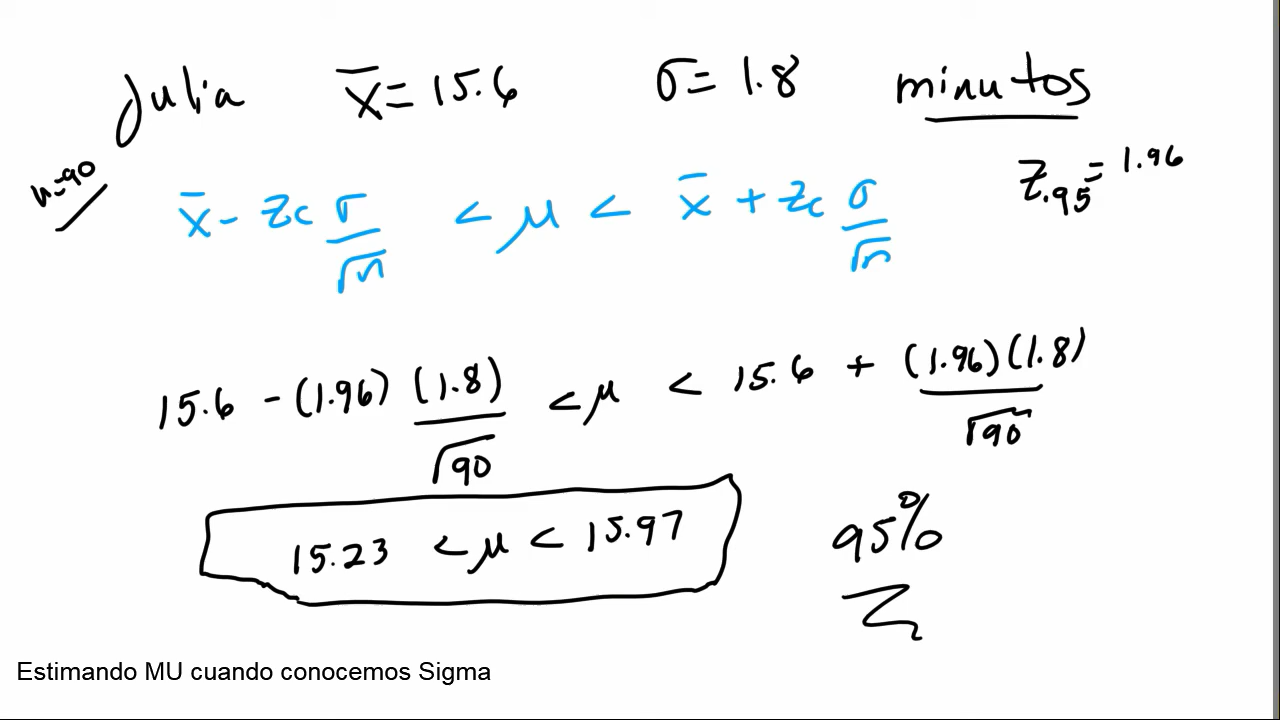 Julia x̄ = 15.6 σ = 1.8 minutos
n=90
Z.95 = 1.96
x̄ - Zc σ/√n < μ < x̄ + Zc σ/√n
15.6 - (1.96) (1.8)/√90 < μ < 15.6 + (1.96)(1.8)/√90
15.23 < μ < 15.97
95%
Estimando MU cuando conocemos Sigma